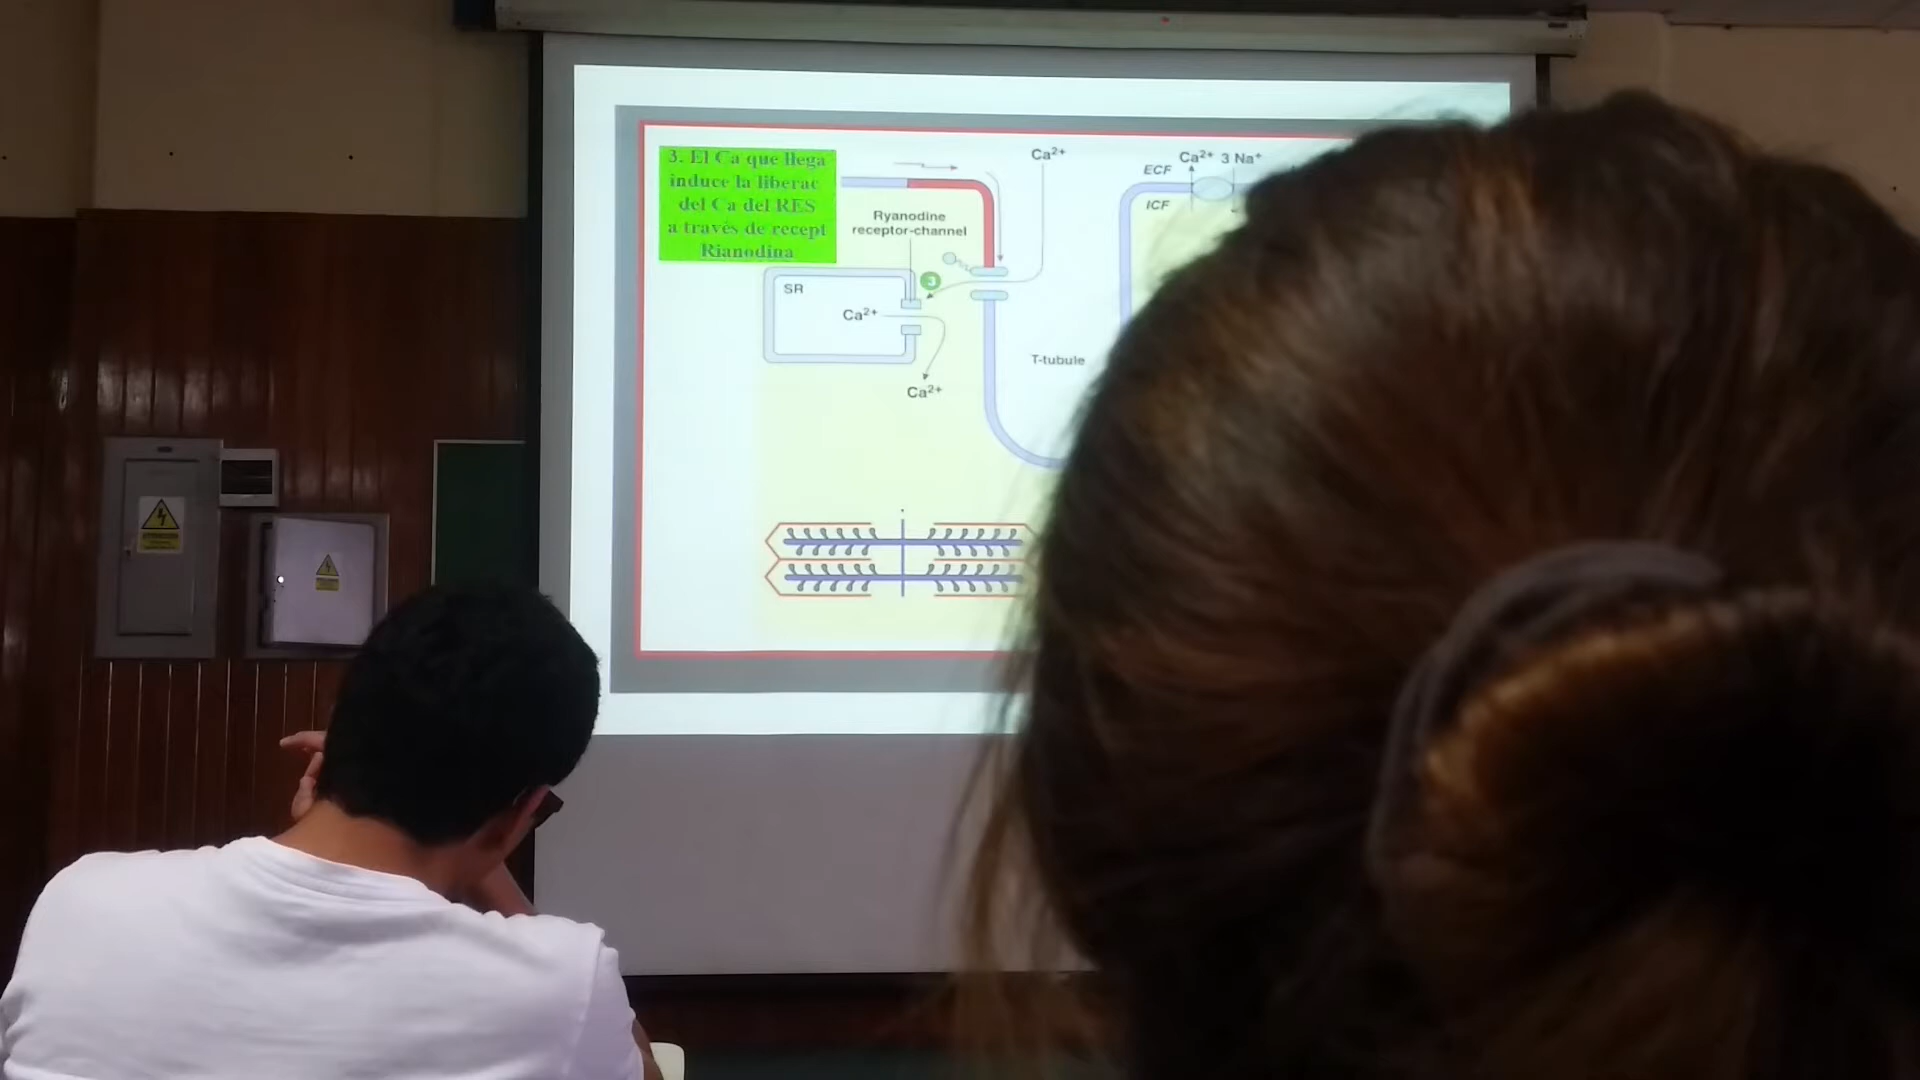 3. El Ca que llega
induce la liberac
del Ca del RES
a través de recept
Rianodina
Ca²⁺
Ca²⁺ 3 Na⁺
ECF
ICF
Ryanodine
receptor-channel
3
SR
Ca²⁺
Ca²⁺
T-tubule